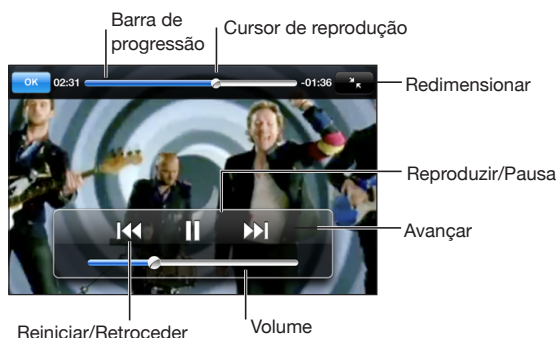 Barra de
progressão
Cursor de reprodução
OK 02:31 -01:36
Redimensionar
Reproduzir/Pausa
Avançar
Reiniciar/Retroceder
Volume